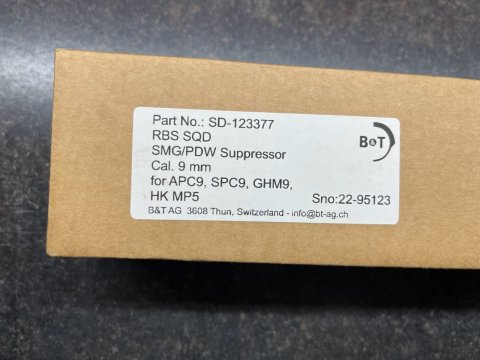 Part No.: SD-123377
RBS SQD
SMG/PDW Suppressor
Cal. 9 mm
for APC9, SPC9, GHM9,
HK MP5
Sno:22-95123
B&T AG 3608 Thun, Switzerland - info@bt-ag.ch
B&T